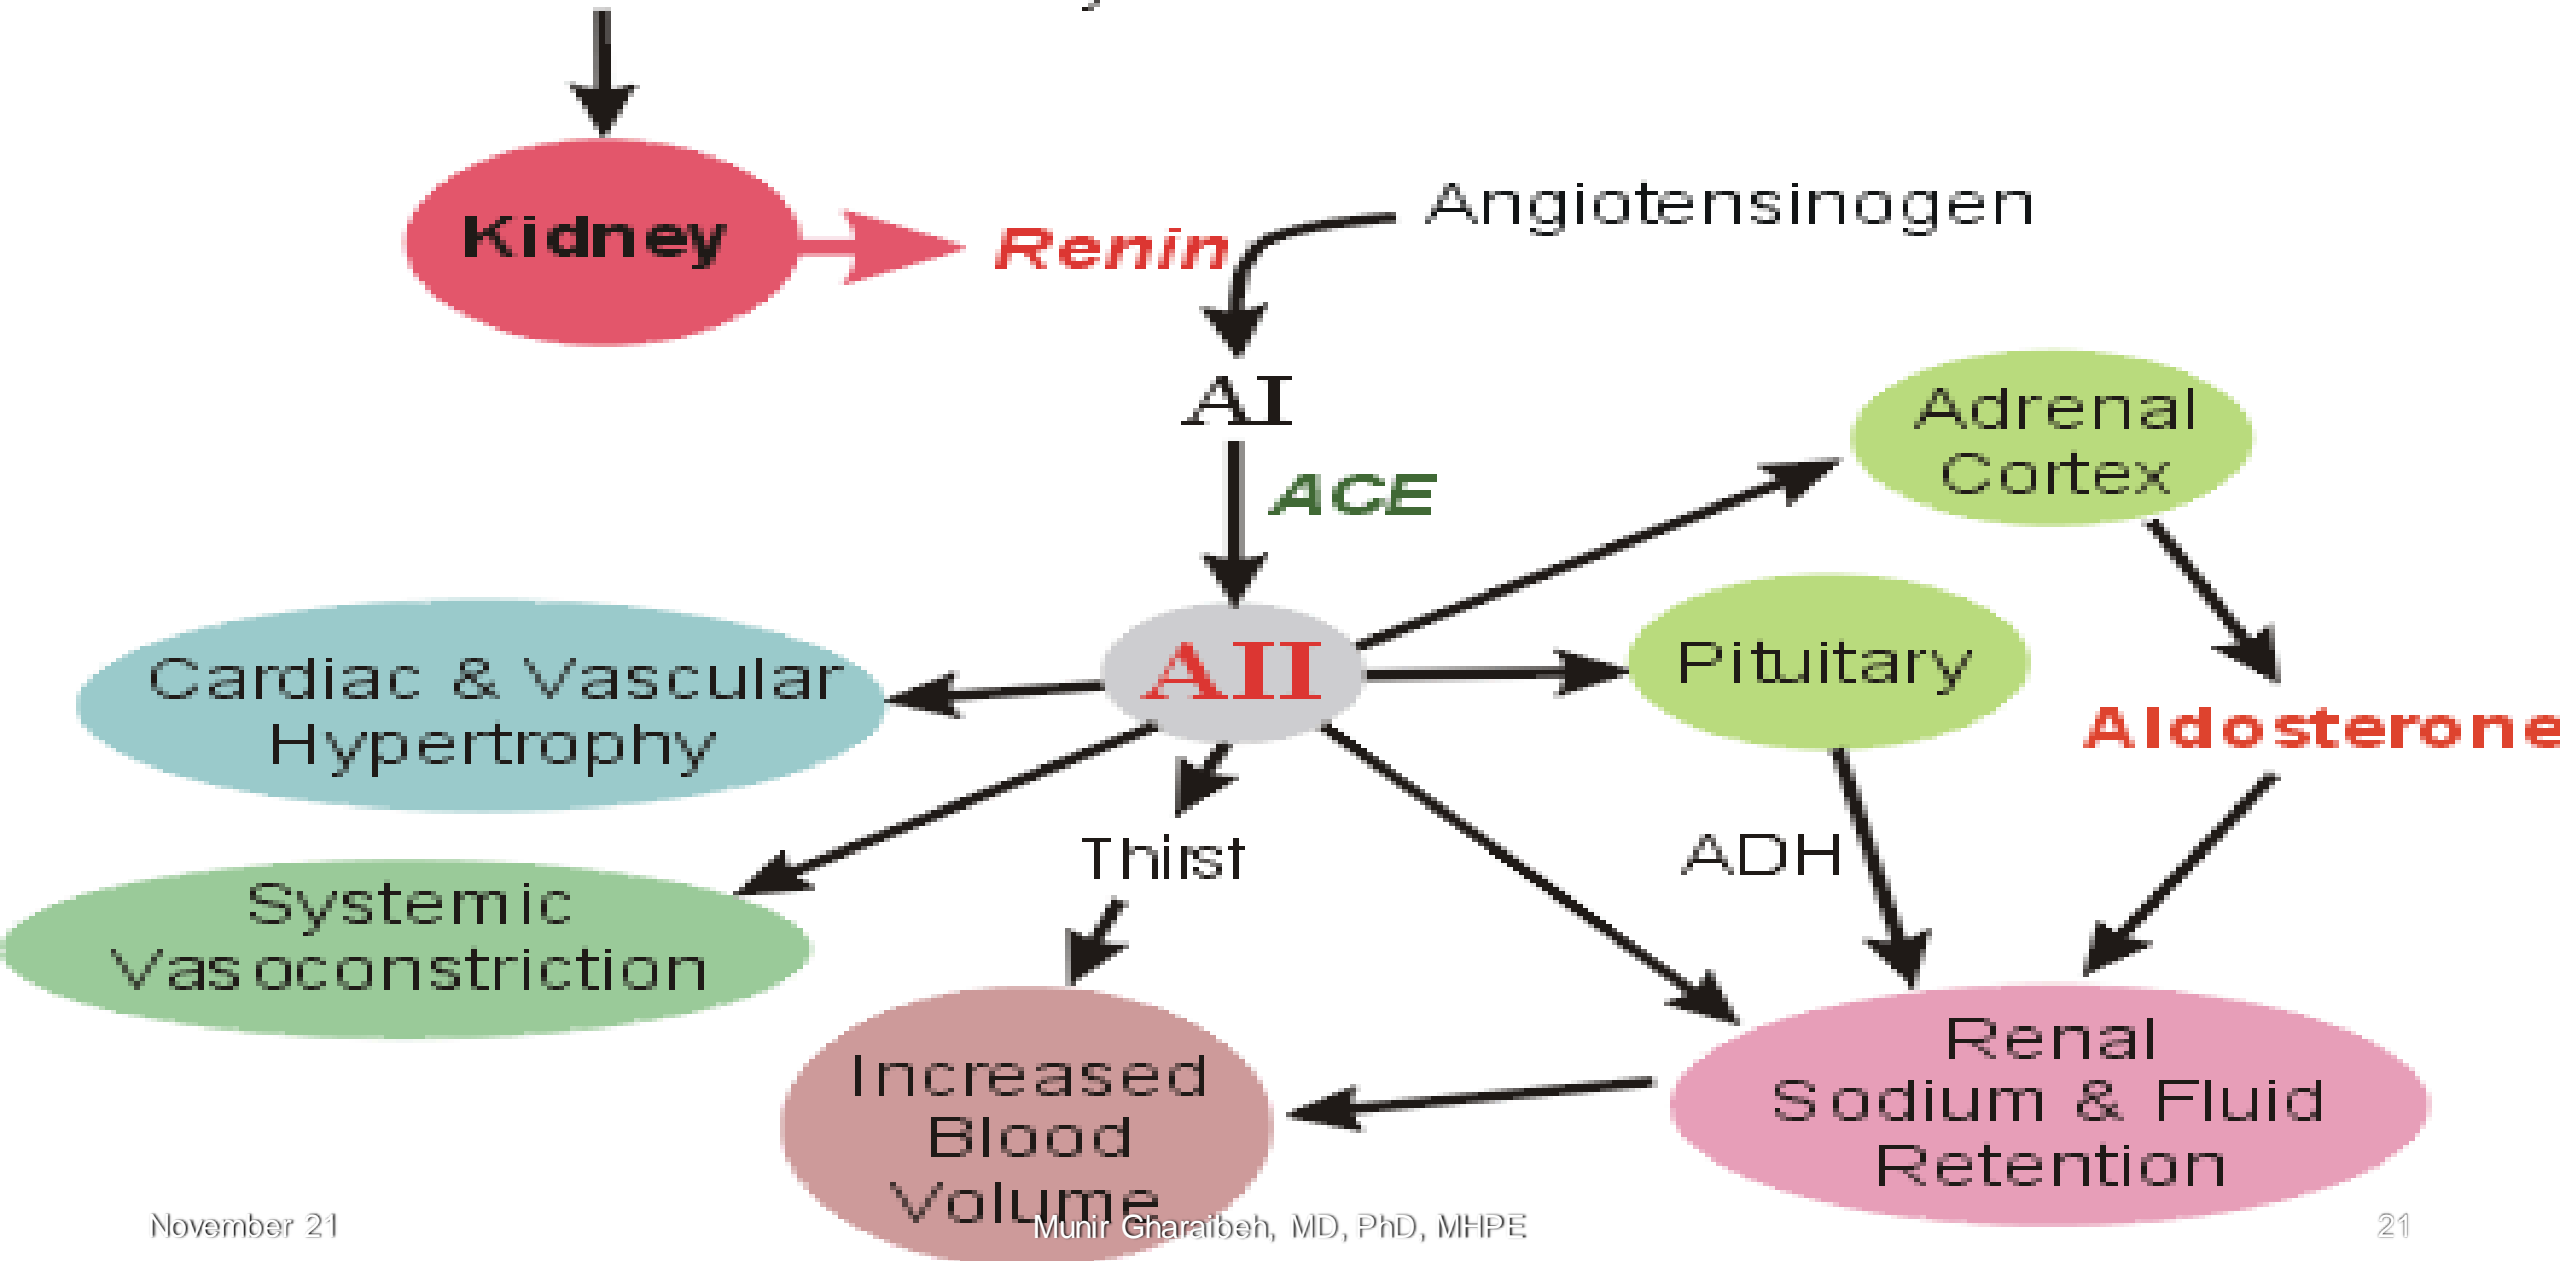 Kidney
Renin
Angiotensinogen
AI
ACE
Adrenal
Cortex
Cardiac & Vascular
Hypertrophy
AII
Pituitary
Aldosterone
Systemic
Vasoconstriction
Thirst
ADH
Increased
Blood
Volume
Renal
Sodium & Fluid
Retention
November 21
Munir Gharaibeh, MD, PhD, MHPE
21